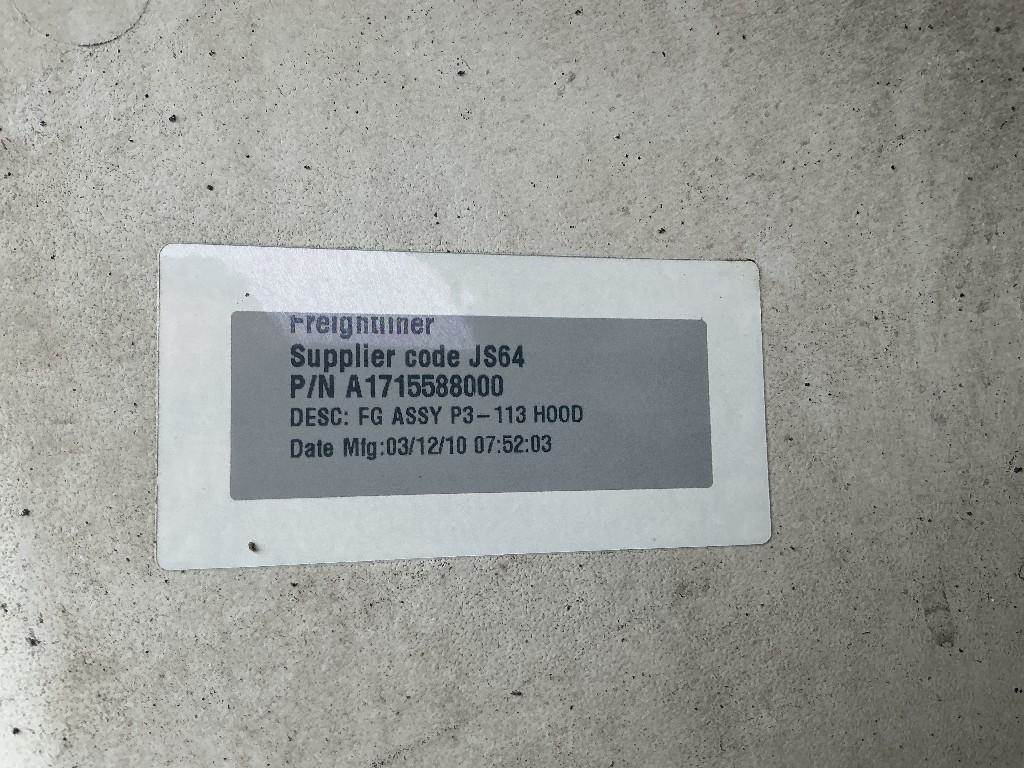 Freightliner
Supplier code JS64
P/N A1715588000
DESC: FG ASSY P3-113 HOOD
Date Mfg:03/12/10 07:52:03